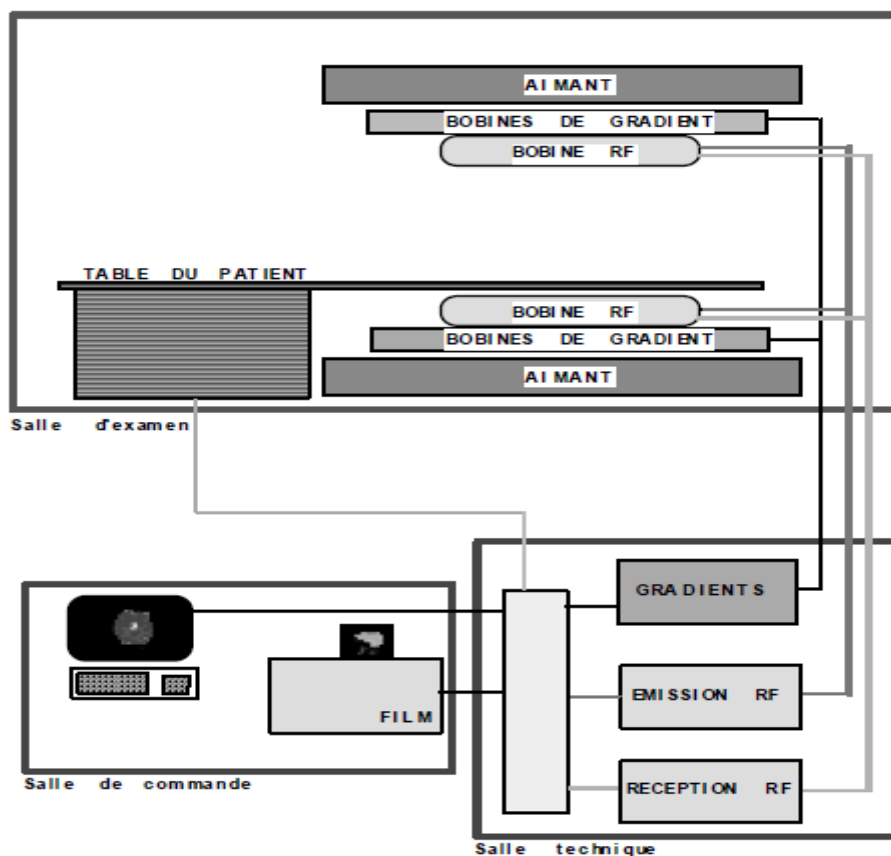 AIMANT
BOBINES DE GRADIENT
BOBINE RF
TABLE DU PATIENT
BOBINE RF
BOBINES DE GRADIENT
AIMANT
Salle d'examen
GRADIENTS
EMISSION RF
FILM
Salle de commande
RECEPTION RF
Salle technique